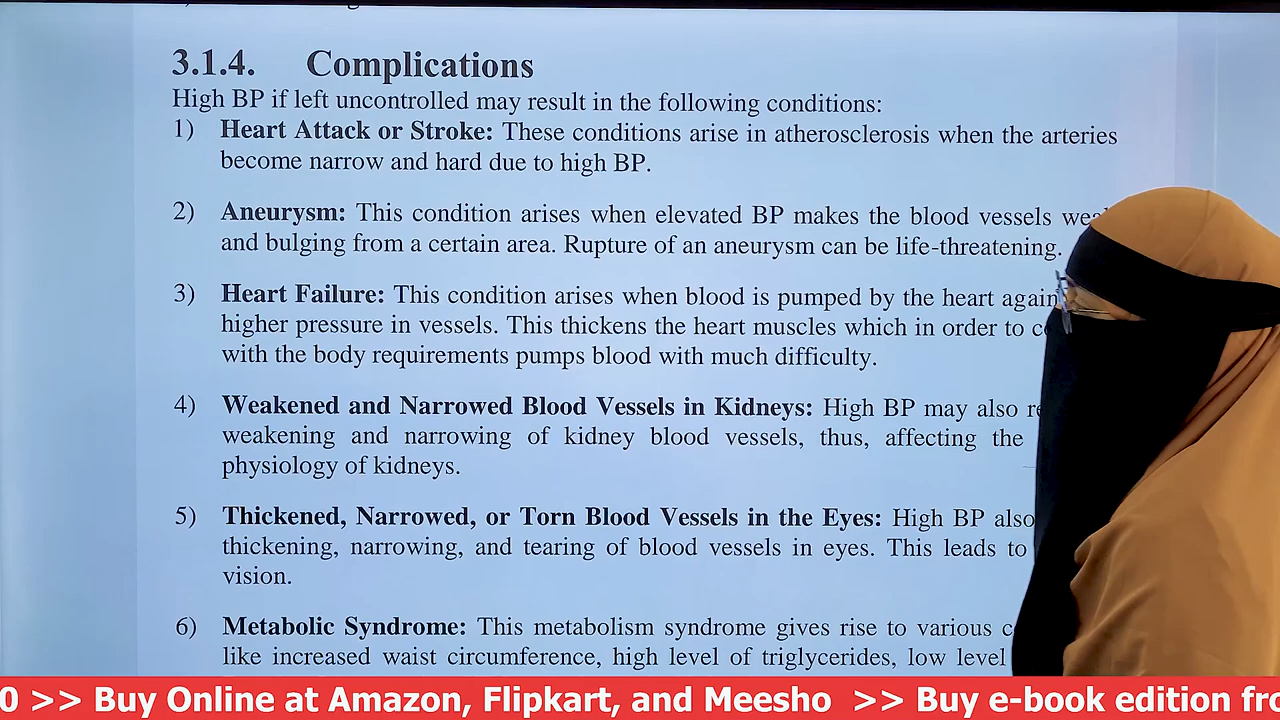 3.1.4. Complications
High BP if left uncontrolled may result in the following conditions:
1) Heart Attack or Stroke: These conditions arise in atherosclerosis when the arteries
become narrow and hard due to high BP.
2) Aneurysm: This condition arises when elevated BP makes the blood vessels
and bulging from a certain area. Rupture of an aneurysm can be life-threatening.
3) Heart Failure: This condition arises when blood is pumped by the heart
higher pressure in vessels. This thickens the heart muscles which in order to
with the body requirements pumps blood with much difficulty.
4) Weakened and Narrowed Blood Vessels in Kidneys: High BP may also
weakening and narrowing of kidney blood vessels, thus, affecting the
physiology of kidneys.
5) Thickened, Narrowed, or Torn Blood Vessels in the Eyes: High BP also
thickening, narrowing, and tearing of blood vessels in eyes. This leads to
vision.
6) Metabolic Syndrome: This metabolism syndrome gives rise to various
like increased waist circumference, high level of triglycerides, low level
0 >> Buy Online at Amazon, Flipkart, and Meesho >> Buy e-book edition